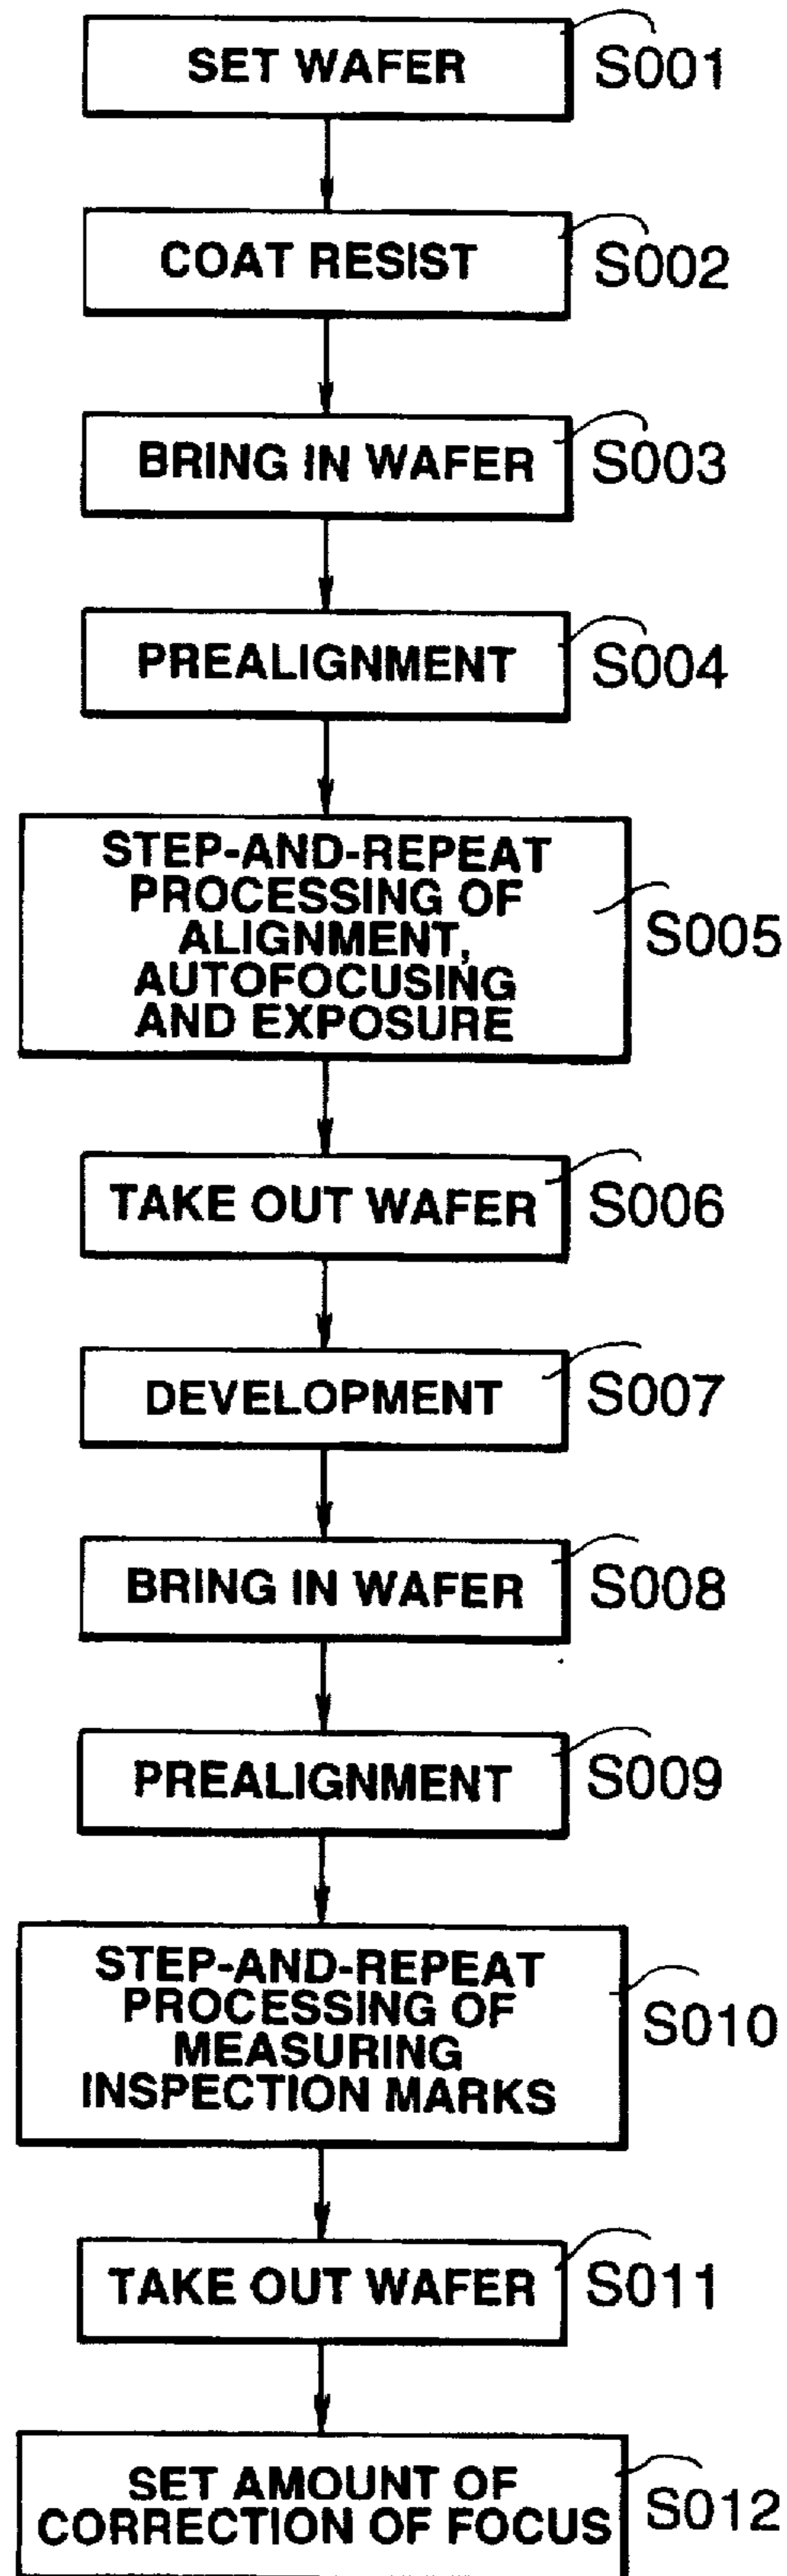 SET WAFER S001
COAT RESIST S002
BRING IN WAFER S003
PREALIGNMENT S004
STEP-AND-REPEAT
PROCESSING OF
ALIGNMENT,
AUTOFOCUSING
AND EXPOSURE
S005
TAKE OUT WAFER S006
DEVELOPMENT S007
BRING IN WAFER S008
PREALIGNMENT S009
STEP-AND-REPEAT
PROCESSING OF
MEASURING
INSPECTION MARKS
S010
TAKE OUT WAFER S011
SET AMOUNT OF
CORRECTION OF FOCUS
S012